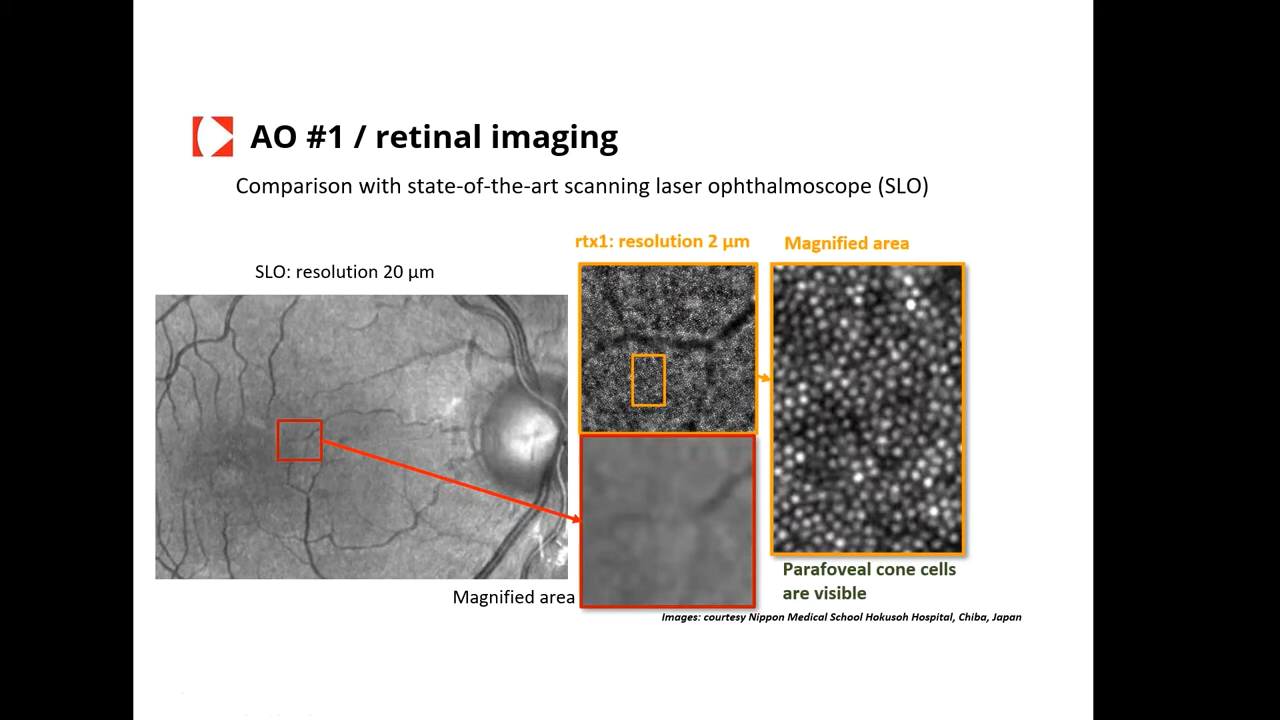 AO #1 / retinal imaging
Comparison with state-of-the-art scanning laser ophthalmoscope (SLO)
rtx1: resolution 2 μm
Magnified area
SLO: resolution 20 μm
Parafoveal cone cells
are visible
Magnified area
Images: courtesy Nippon Medical School Hokusoh Hospital, Chiba, Japan